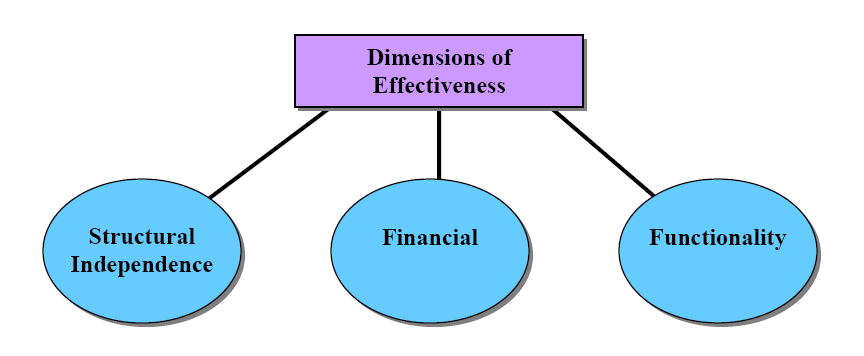 Dimensions of
Effectiveness
Structural
Independence
Financial
Functionality